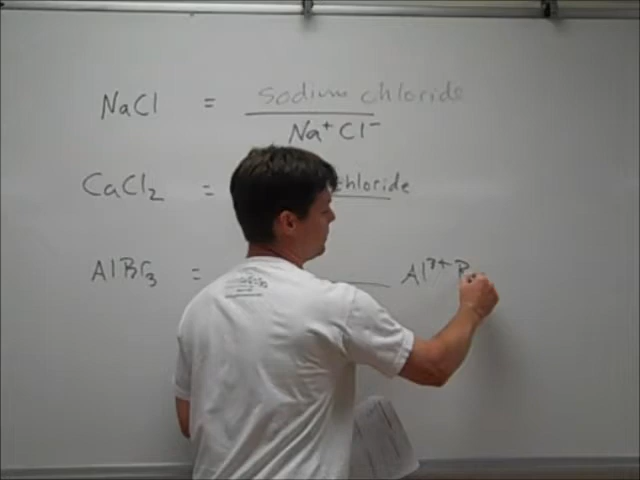 NaCl = sodium chloride
Na⁺Cl⁻
CaCl₂ = chloride
AlBr₃ = Al³⁺ B